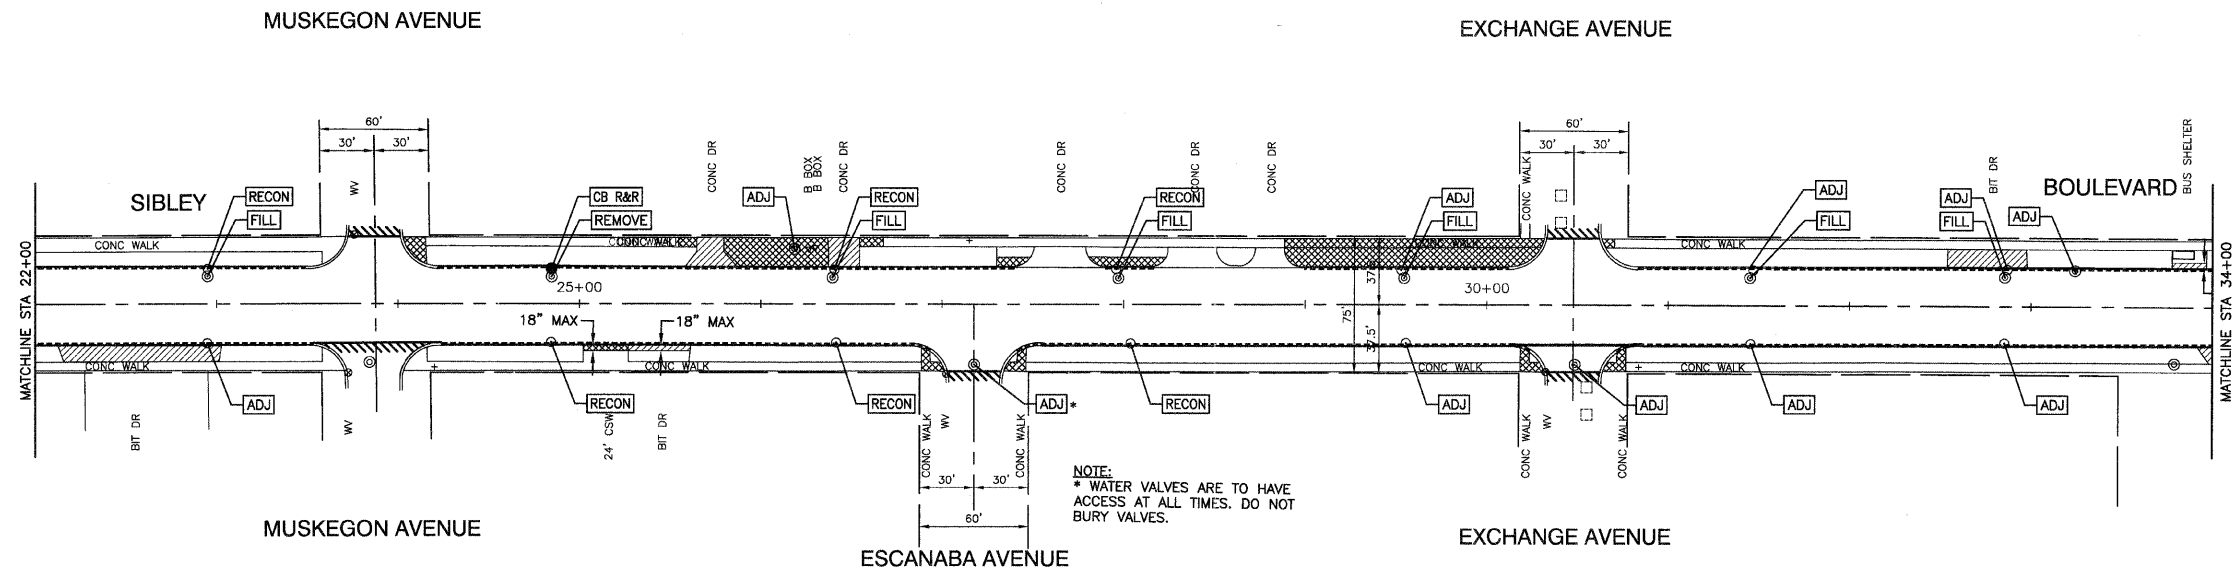 MUSKEGON AVENUE
EXCHANGE AVENUE
60'
30' 30'
60'
30' 30'
WV
CONC DR
B BOX
B BOX
CONC DR
CONC DR
CONC DR
CONC DR
CONC WALK
BIT DR
BUS SHELTER
SIBLEY
BOULEVARD
RECON
FILL
CB R&R
REMOVE
ADJ
RECON
FILL
RECON
FILL
ADJ
FILL
ADJ
FILL
ADJ
FILL
ADJ
CONC WALK
CONC WALK
CONC WALK
CONC WALK
MATCHLINE STA 22+00
25+00
30+00
MATCHLINE STA 34+00
18" MAX
18" MAX
75'
37.5'
CONC WALK
CONC WALK
CONC WALK
CONC WALK
ADJ
RECON
RECON
ADJ *
RECON
ADJ
ADJ
ADJ
ADJ
BIT DR
WV
24' CSW
BIT DR
CONC WALK
WV
CONC WALK
CONC WALK
WV
CONC WALK
30' 30'
60'
NOTE:
* WATER VALVES ARE TO HAVE
ACCESS AT ALL TIMES. DO NOT
BURY VALVES.
MUSKEGON AVENUE
ESCANABA AVENUE
EXCHANGE AVENUE